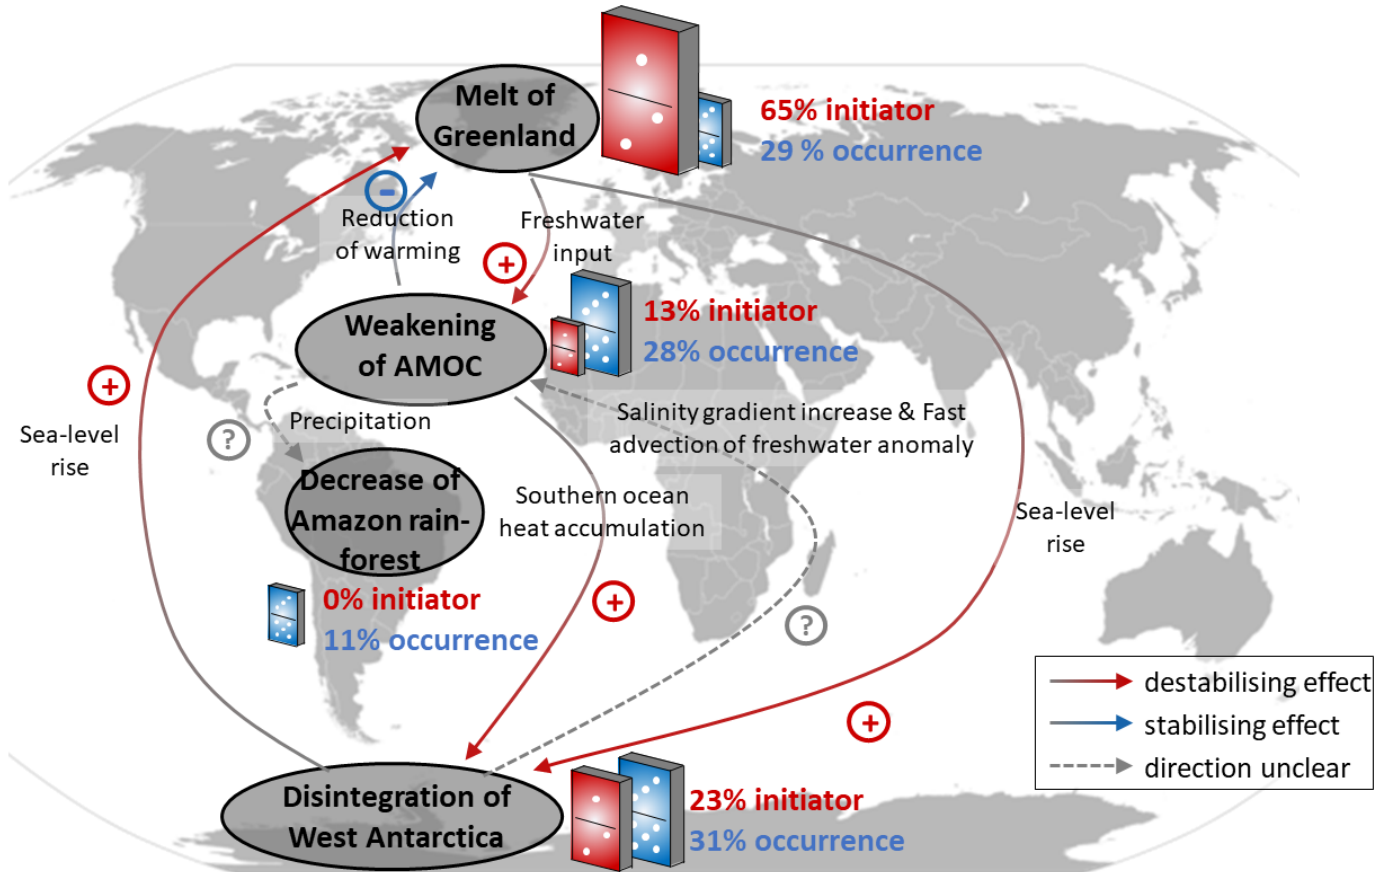 Melt of
Greenland
65% initiator
29 % occurrence
−
Reduction
of warming
Freshwater
input
+
Weakening
of AMOC
13% initiator
28% occurrence
+
Sea-level
rise
?
Precipitation
Salinity gradient increase & Fast
advection of freshwater anomaly
Decrease of
Amazon rain-
forest
0% initiator
11% occurrence
Southern ocean
heat accumulation
+
?
Sea-level
rise
+
Disintegration of
West Antarctica
23% initiator
31% occurrence
destabilising effect
stabilising effect
direction unclear